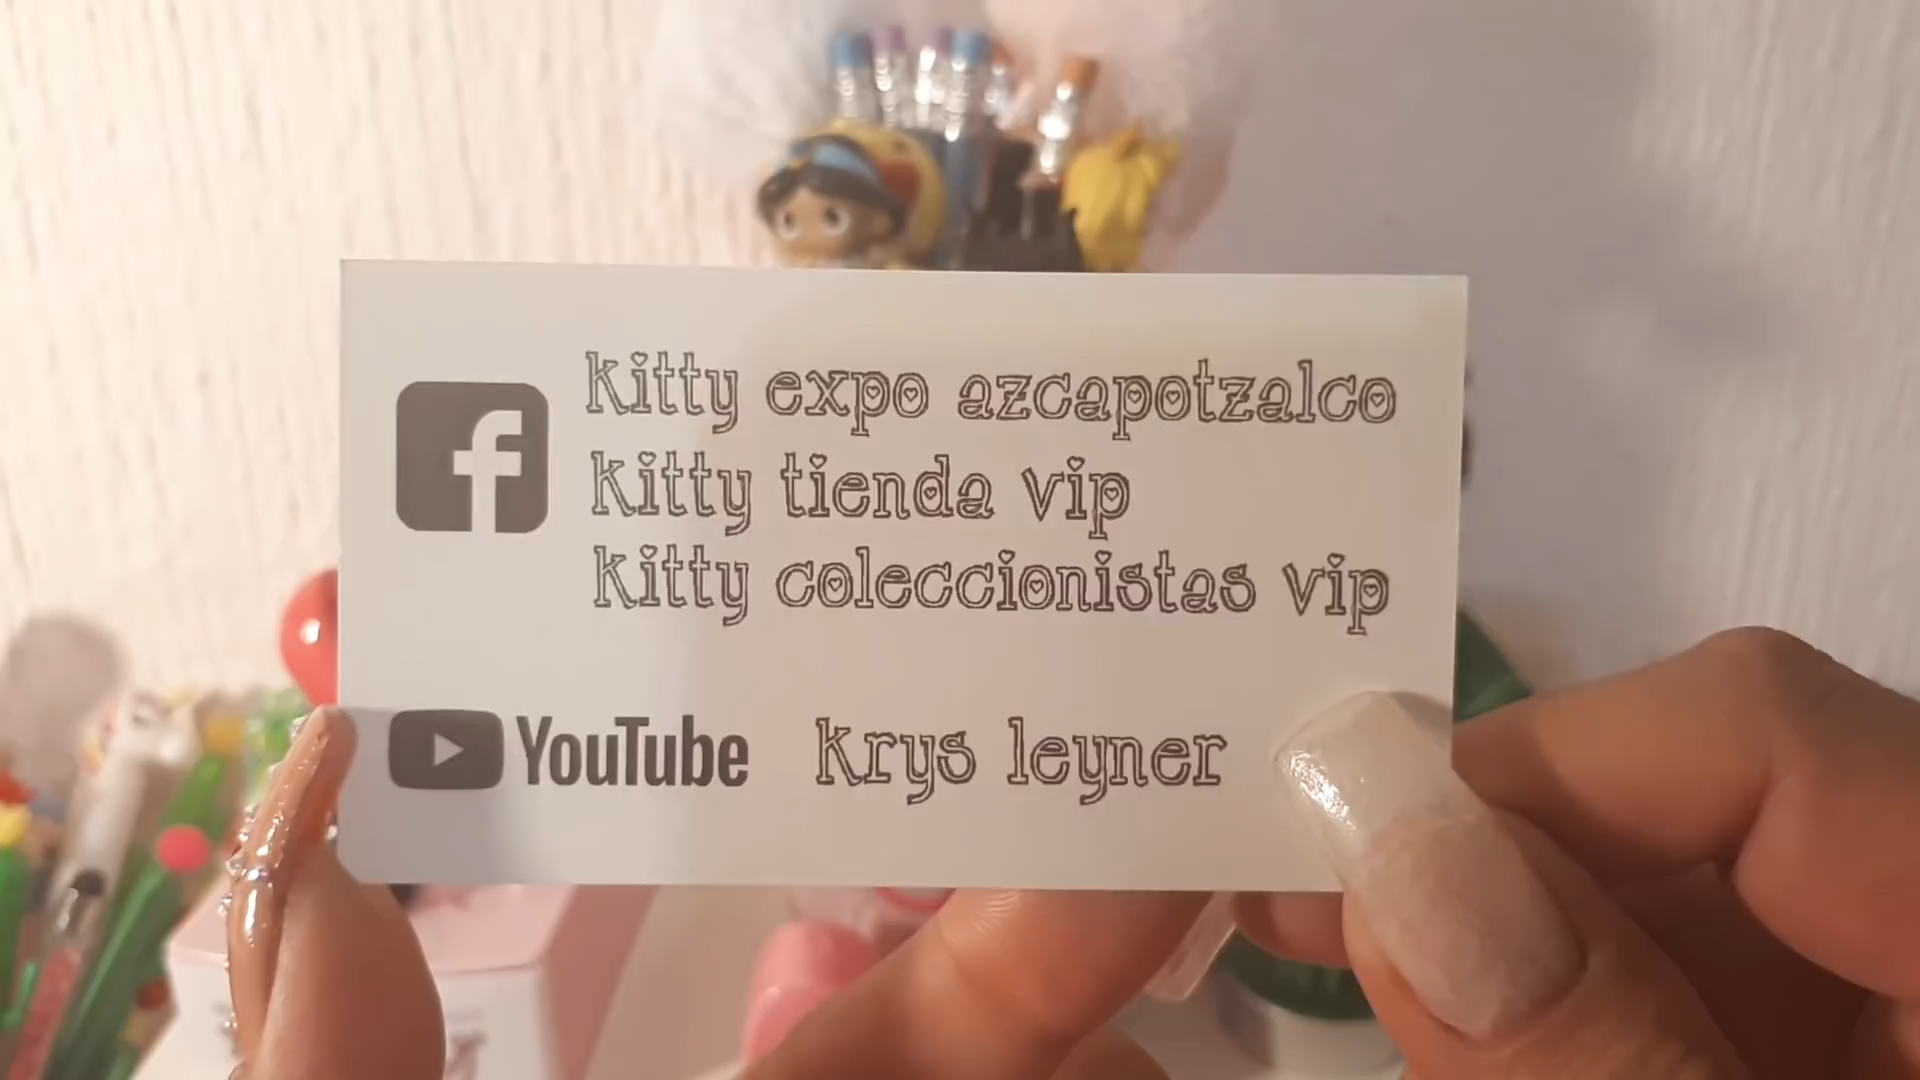 kitty expo azcapotzalco
kitty tienda vip
kitty coleccionistas vip
YouTube krys leyner